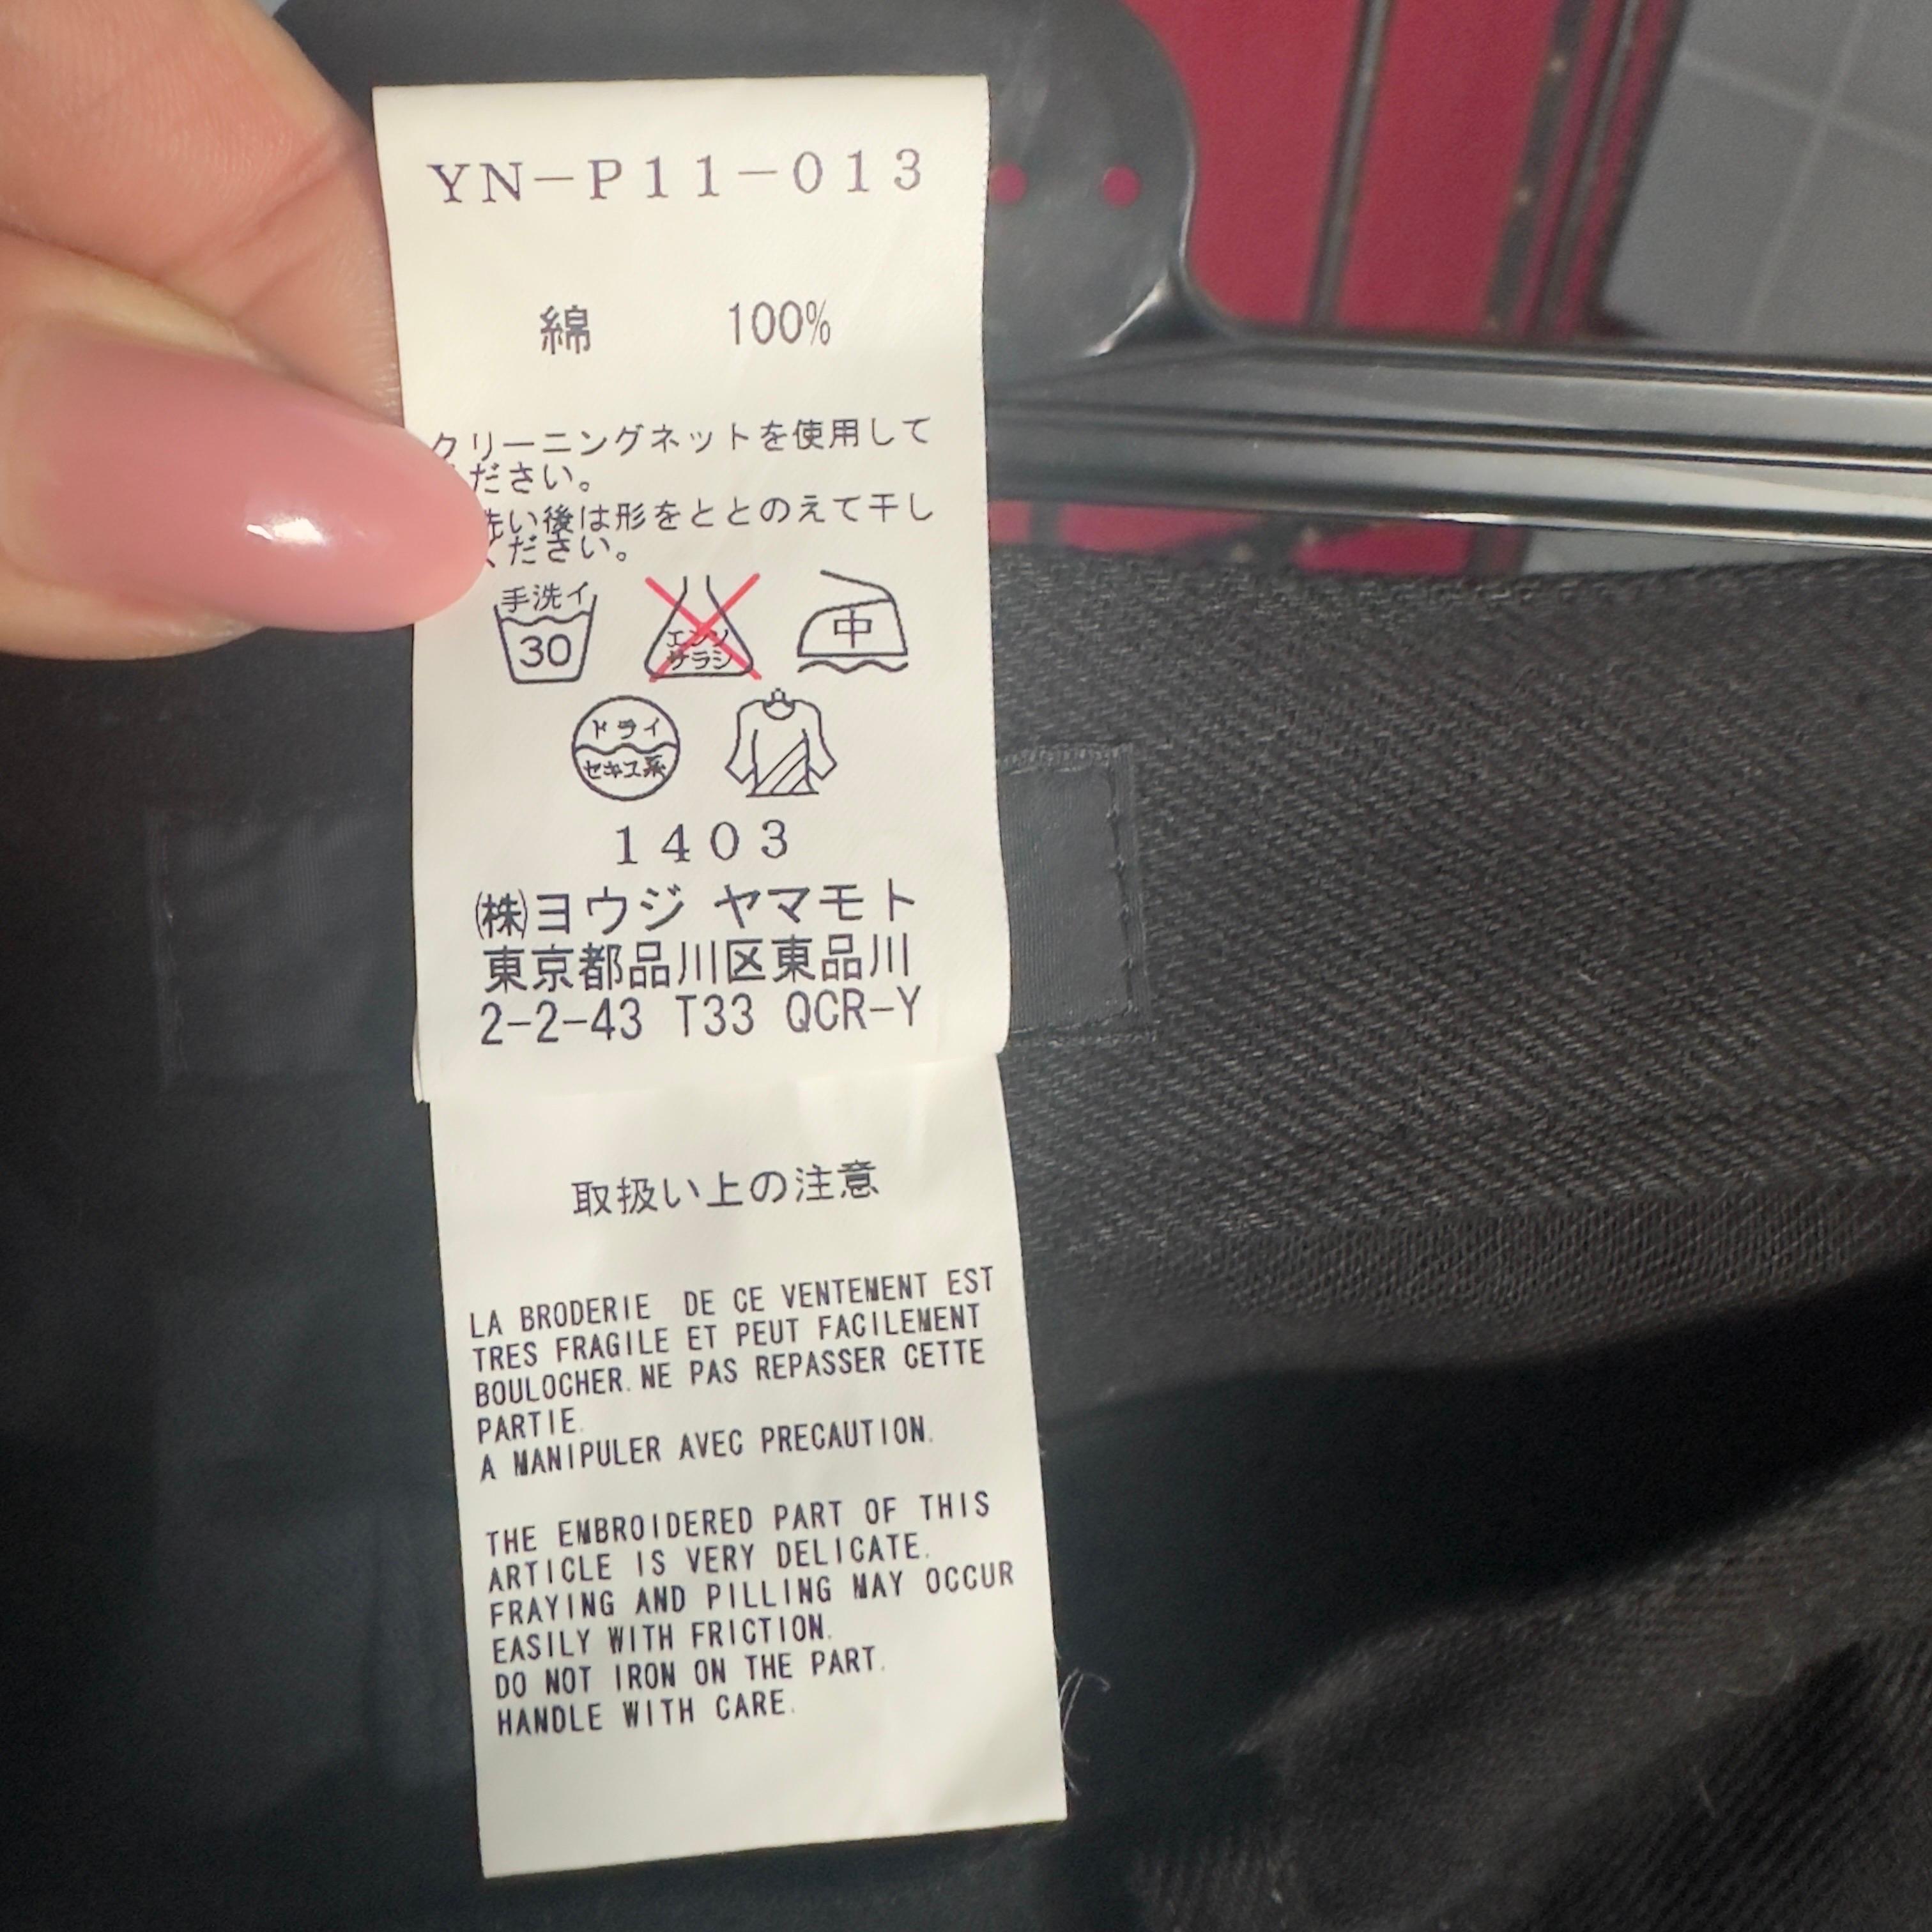 YN-P11-013
綿 100%
クリーニングネットを使用して
ださい。
洗い後は形をととのえて干し
ください。
手洗イ
30
エンソ
サラシ
中
ドライ
セキユ系
1403
㈱ヨウジ ヤマモト
東京都品川区東品川
2-2-43 T33 QCR-Y
取扱い上の注意
LA BRODERIE DE CE VENTEMENT EST
TRES FRAGILE ET PEUT FACILEMENT
BOULOCHER. NE PAS REPASSER CETTE
PARTIE.
A MANIPULER AVEC PRECAUTION.
THE EMBROIDERED PART OF THIS
ARTICLE IS VERY DELICATE.
FRAYING AND PILLING MAY OCCUR
EASILY WITH FRICTION.
DO NOT IRON ON THE PART.
HANDLE WITH CARE.